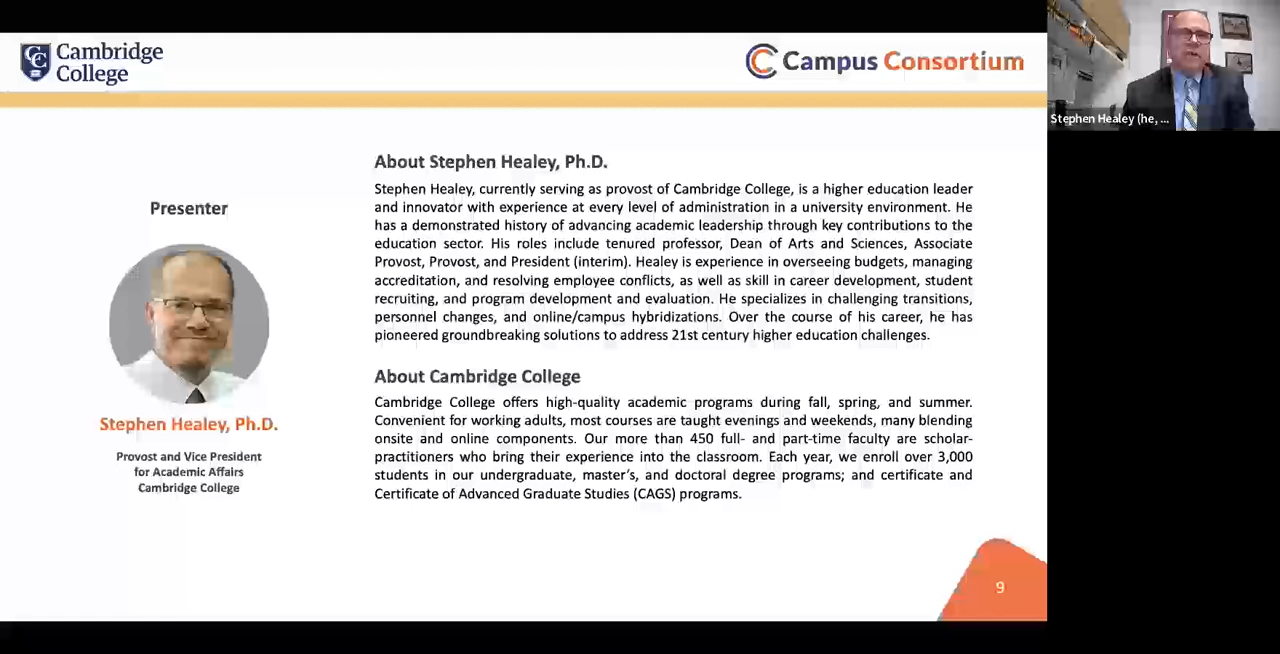 Cambridge
College
Campus Consortium
Stephen Healey (he, ...
Presenter
Stephen Healey, Ph.D.
Provost and Vice President
for Academic Affairs
Cambridge College
About Stephen Healey, Ph.D.
Stephen Healey, currently serving as provost of Cambridge College, is a higher education leader
and innovator with experience at every level of administration in a university environment. He
has a demonstrated history of advancing academic leadership through key contributions to the
education sector. His roles include tenured professor, Dean of Arts and Sciences, Associate
Provost, Provost, and President (interim). Healey is experience in overseeing budgets, managing
accreditation, and resolving employee conflicts, as well as skill in career development, student
recruiting, and program development and evaluation. He specializes in challenging transitions,
personnel changes, and online/campus hybridizations. Over the course of his career, he has
pioneered groundbreaking solutions to address 21st century higher education challenges.
About Cambridge College
Cambridge College offers high-quality academic programs during fall, spring, and summer.
Convenient for working adults, most courses are taught evenings and weekends, many blending
onsite and online components. Our more than 450 full- and part-time faculty are scholar-
practitioners who bring their experience into the classroom. Each year, we enroll over 3,000
students in our undergraduate, master's, and doctoral degree programs; and certificate and
Certificate of Advanced Graduate Studies (CAGS) programs.
9